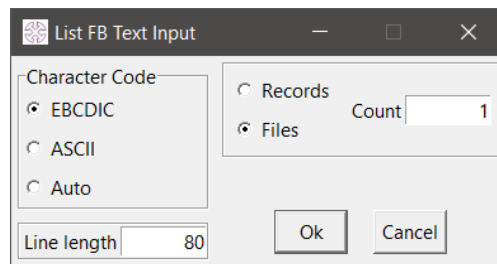 List FB Text Input
Character Code
EBCDIC
ASCII
Auto
Line length 80
Records
Files
Count 1
Ok
Cancel